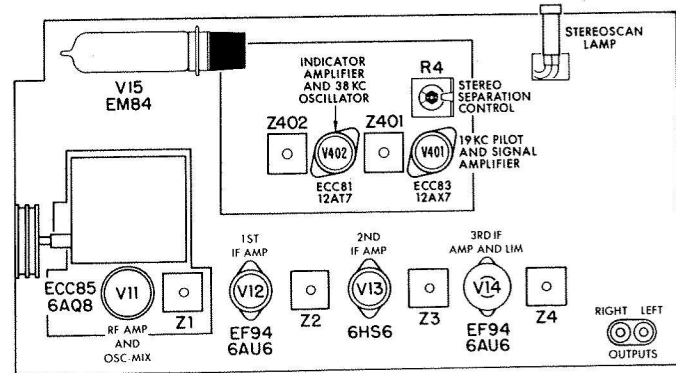 V15
EM84
INDICATOR
AMPLIFIER
AND 38 KC
OSCILLATOR
R4
STEREO
SEPARATION
CONTROL
STEREOSCAN
LAMP
Z402
V402
ECC81
12AT7
Z401
V401
ECC83
12AX7
19 KC PILOT
AND SIGNAL
AMPLIFIER
ECC85
6AQ8
V11
RF AMP
AND
OSC-MIX
Z1
1ST
IF AMP
V12
EF94
6AU6
Z2
2ND
IF AMP
V13
6HS6
Z3
3RD IF
AMP AND LIM
V14
EF94
6AU6
Z4
RIGHT LEFT
OUTPUTS